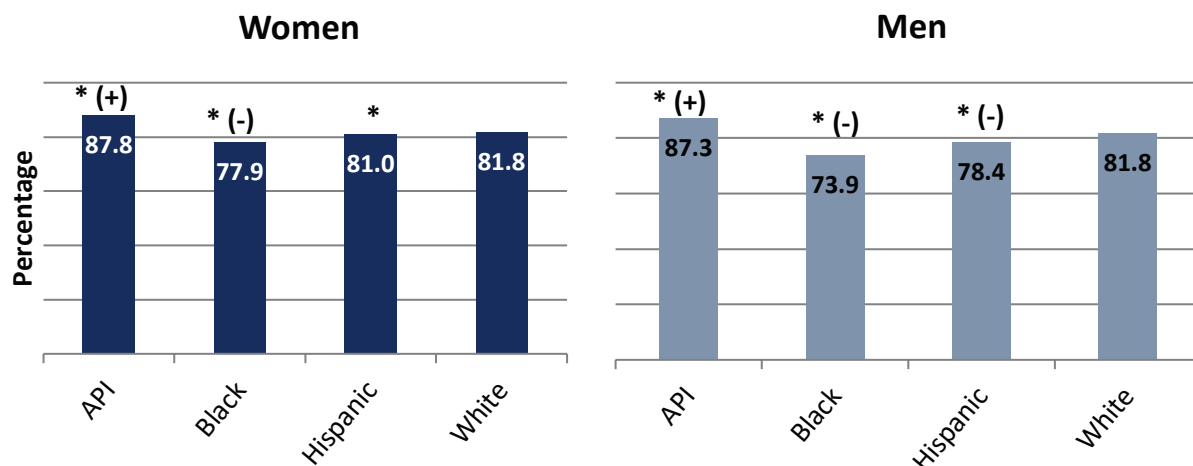 Women
Percentage
* (+)
* (-)
*
87.8
77.9
81.0
81.8
API
Black
Hispanic
White
Men
* (+)
* (-)
* (-)
87.3
73.9
78.4
81.8
API
Black
Hispanic
White